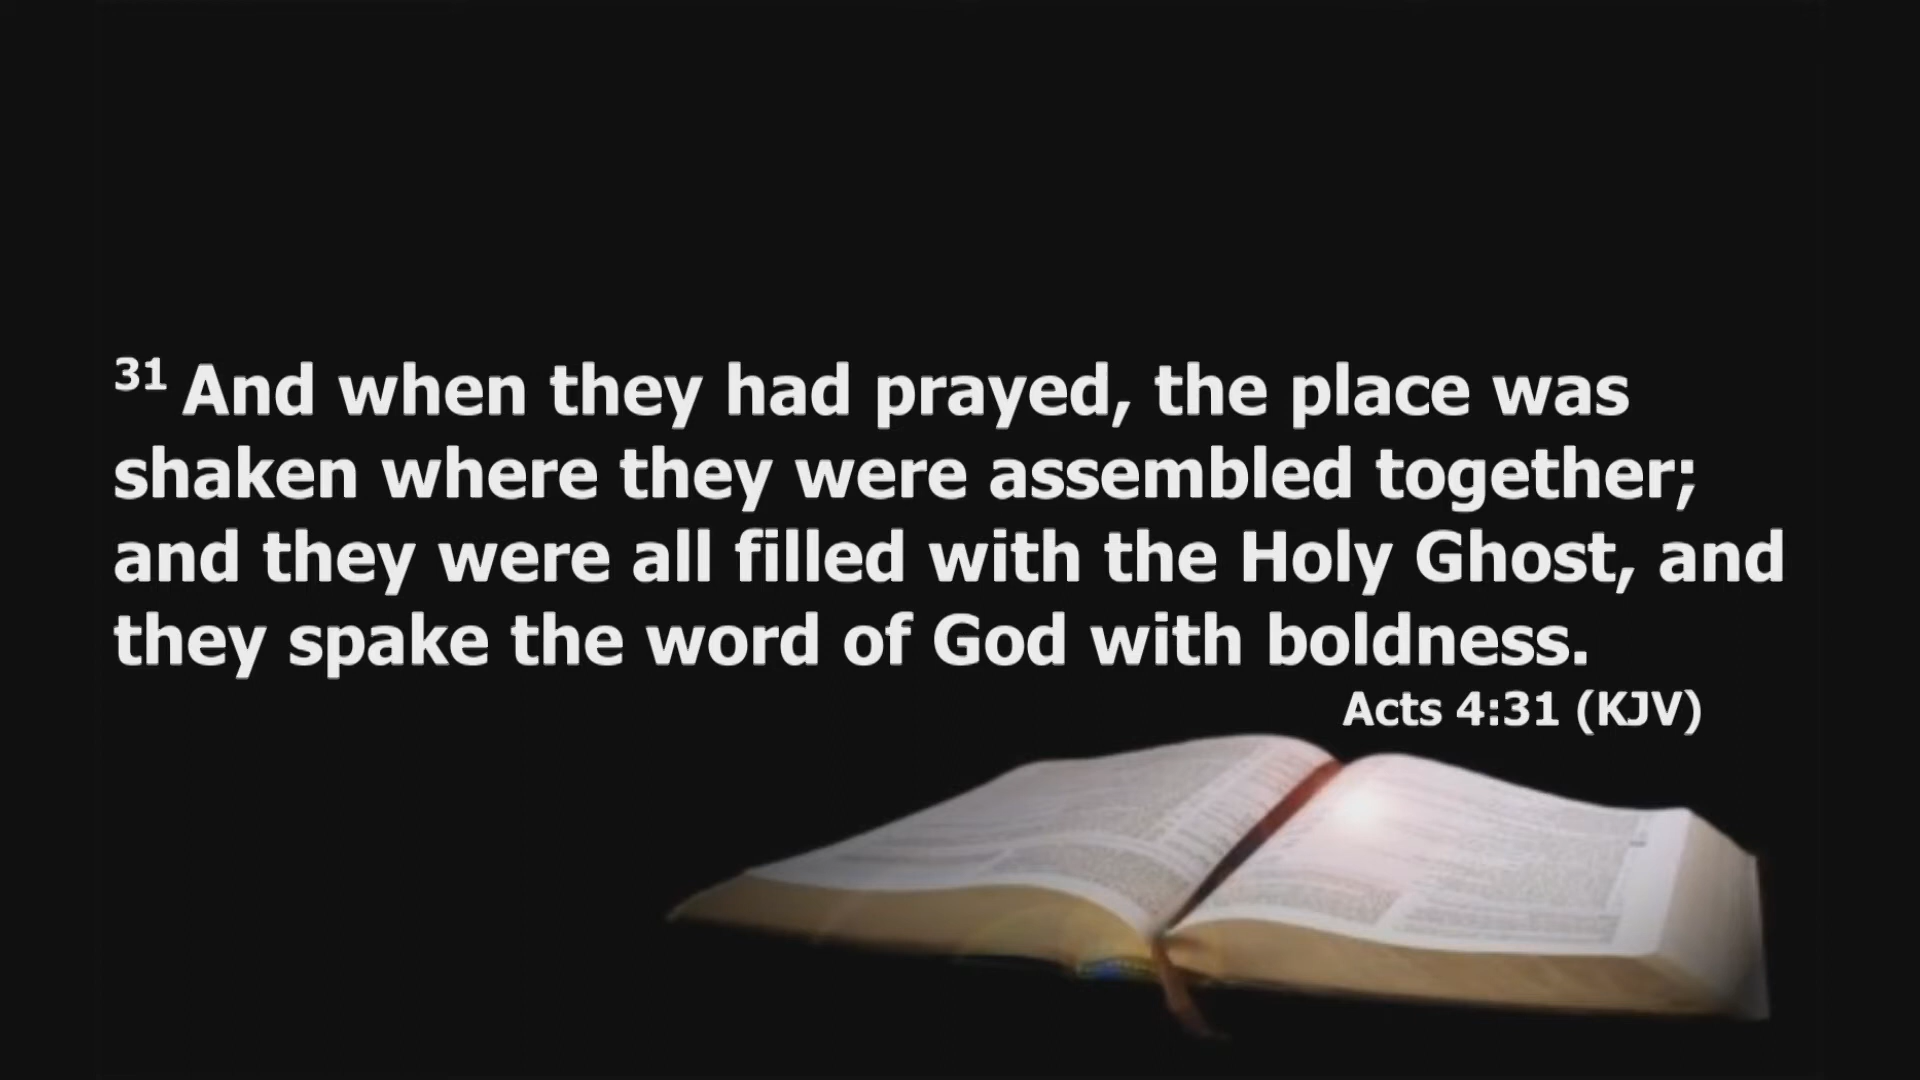 31 And when they had prayed, the place was
shaken where they were assembled together;
and they were all filled with the Holy Ghost, and
they spake the word of God with boldness.
Acts 4:31 (KJV)